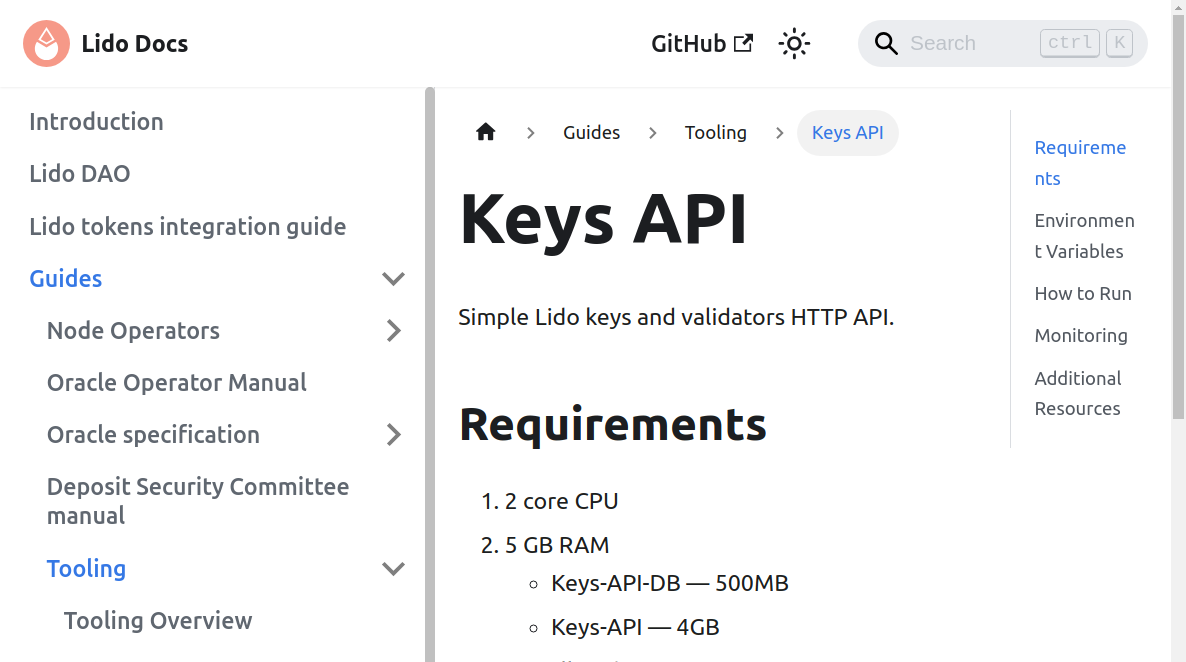 Lido Docs
GitHub
Search
ctrl K
Introduction
Lido DAO
Lido tokens integration guide
Guides
Node Operators
Oracle Operator Manual
Oracle specification
Deposit Security Committee
manual
Tooling
Tooling Overview
Guides
Tooling
Keys API
Keys API
Simple Lido keys and validators HTTP API.
Requirements
1. 2 core CPU
2. 5 GB RAM
Keys-API-DB — 500MB
Keys-API — 4GB
Requireme
nts
Environmen
t Variables
How to Run
Monitoring
Additional
Resources